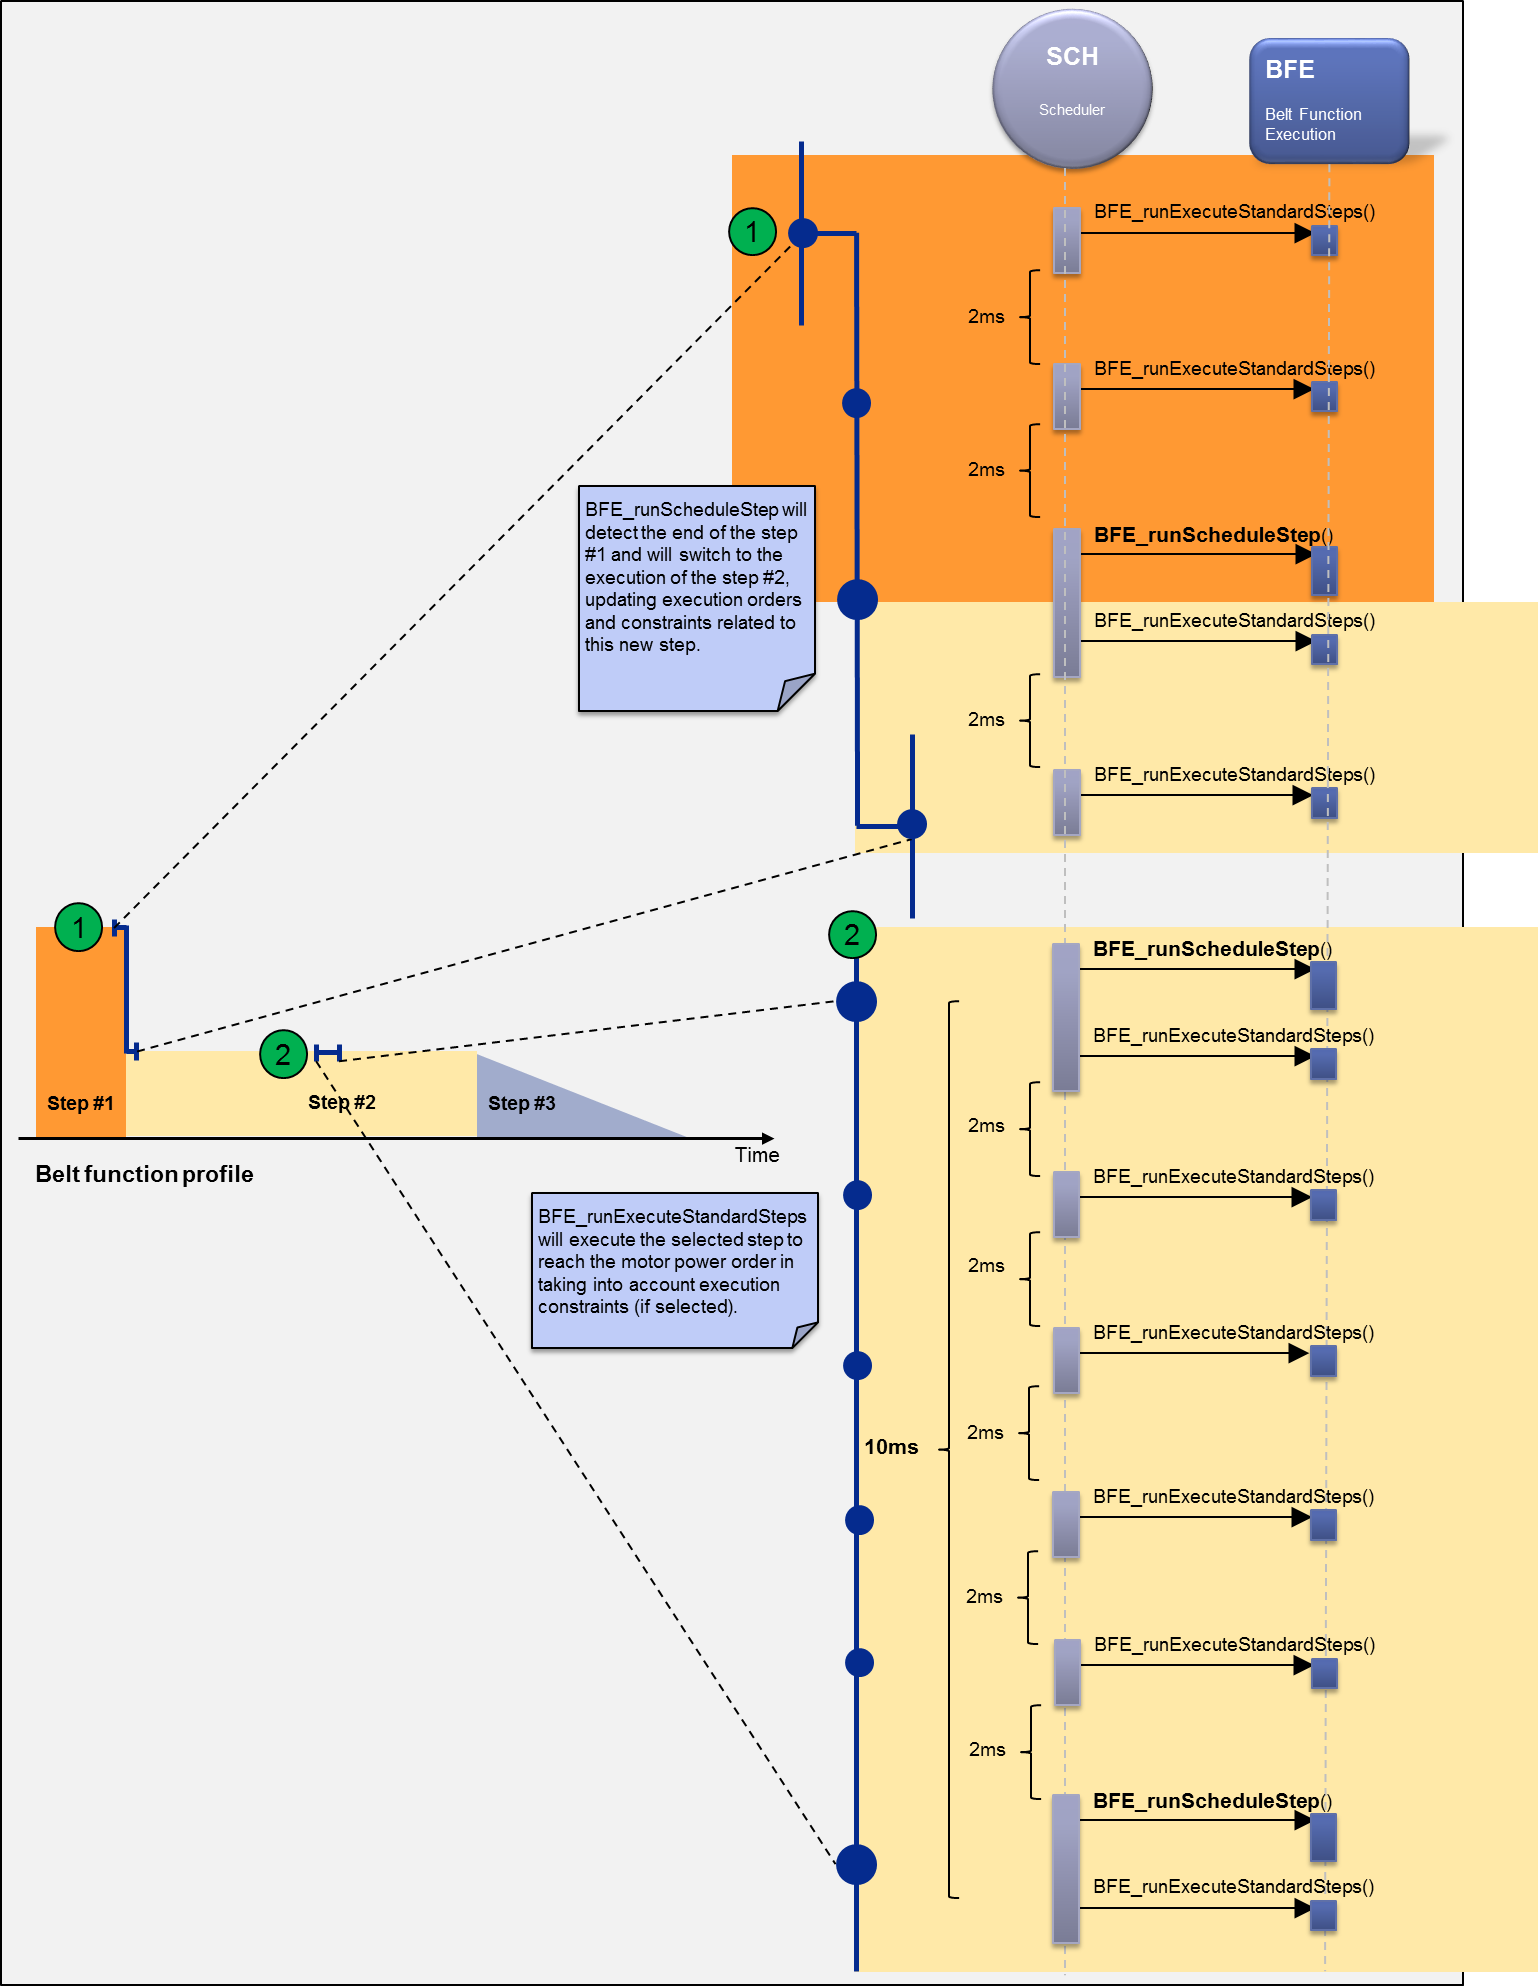 SCH
Scheduler
BFE
Belt Function
Execution
1
BFE_runExecuteStandardSteps()
2ms
BFE_runExecuteStandardSteps()
2ms
BFE_runScheduleStep will
detect the end of the step
#1 and will switch to the
execution of the step #2,
updating execution orders
and constraints related to
this new step.
BFE_runScheduleStep()
BFE_runExecuteStandardSteps()
2ms
BFE_runExecuteStandardSteps()
1
2
Step #1
Step #2
Step #3
Time
Belt function profile
2
BFE_runScheduleStep()
BFE_runExecuteStandardSteps()
2ms
BFE_runExecuteStandardSteps()
BFE_runExecuteStandardSteps
will execute the selected step to
reach the motor power order in
taking into account execution
constraints (if selected).
2ms
BFE_runExecuteStandardSteps()
2ms
10ms
BFE_runExecuteStandardSteps()
2ms
BFE_runExecuteStandardSteps()
2ms
BFE_runScheduleStep()
BFE_runExecuteStandardSteps()